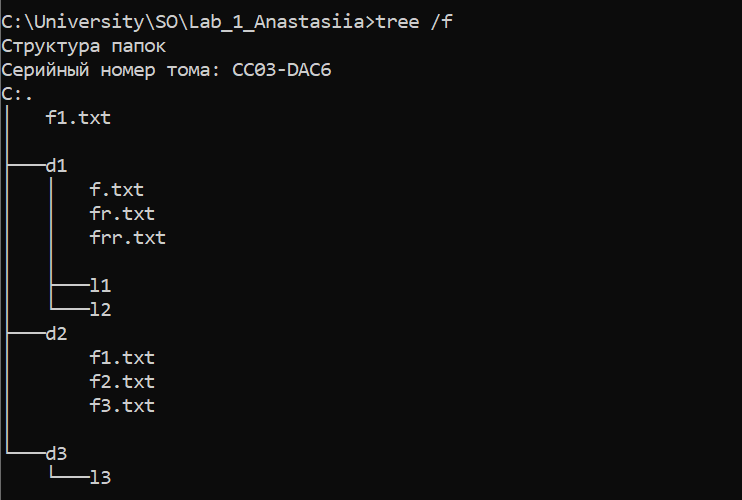 C:\University\SO\Lab_1_Anastasiia>tree /f
Структура папок
Серийный номер тома: CC03-DAC6
C:.
│   f1.txt
│
├───d1
│   │   f.txt
│   │   fr.txt
│   │   frr.txt
│   │
│   ├───l1
│   └───l2
├───d2
│       f1.txt
│       f2.txt
│       f3.txt
│
└───d3
    └───l3